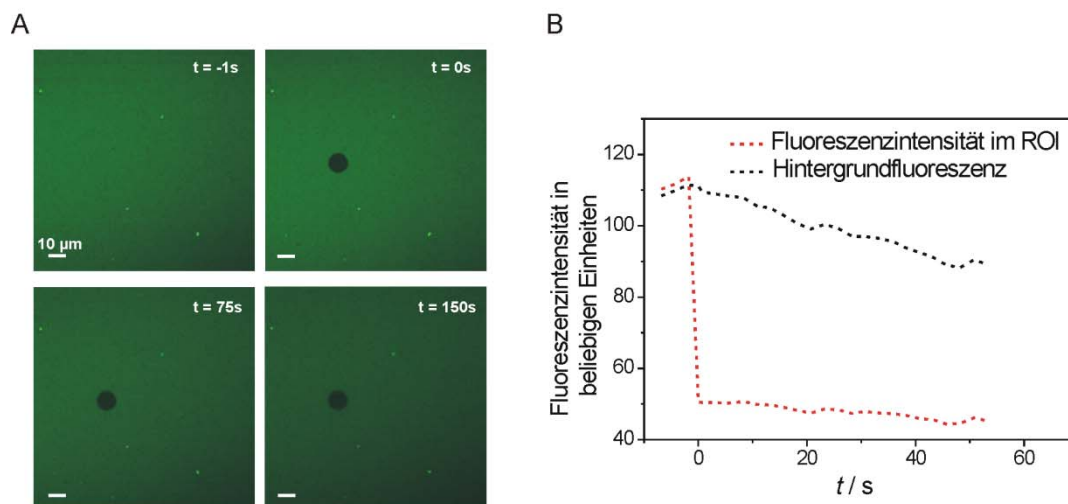 A
t = -1s
10 µm
t = 0s
t = 75s
t = 150s
B
Fluoreszenzintensität in
beliebigen Einheiten
120
100
80
60
40
Fluoreszenzintensität im ROI
Hintergrundfluoreszenz
0 20 40 60
t / s